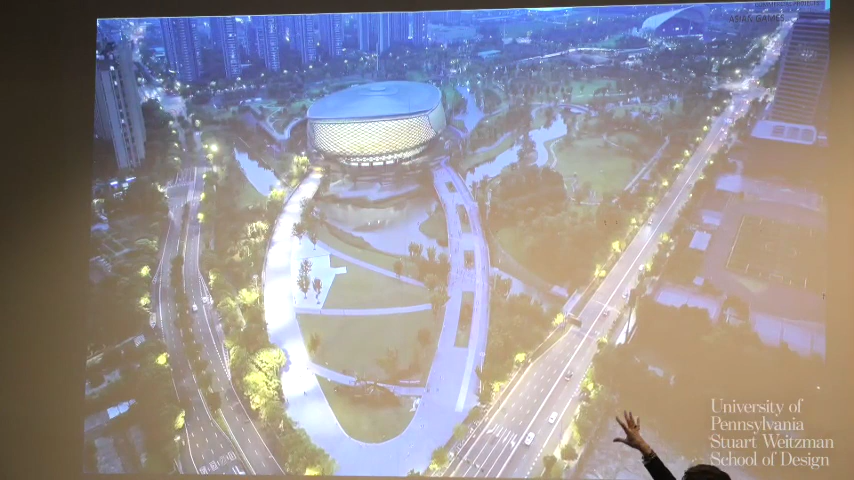 ASIAN GAMES
University of
Pennsylvania
Stuart Weitzman
School of Design